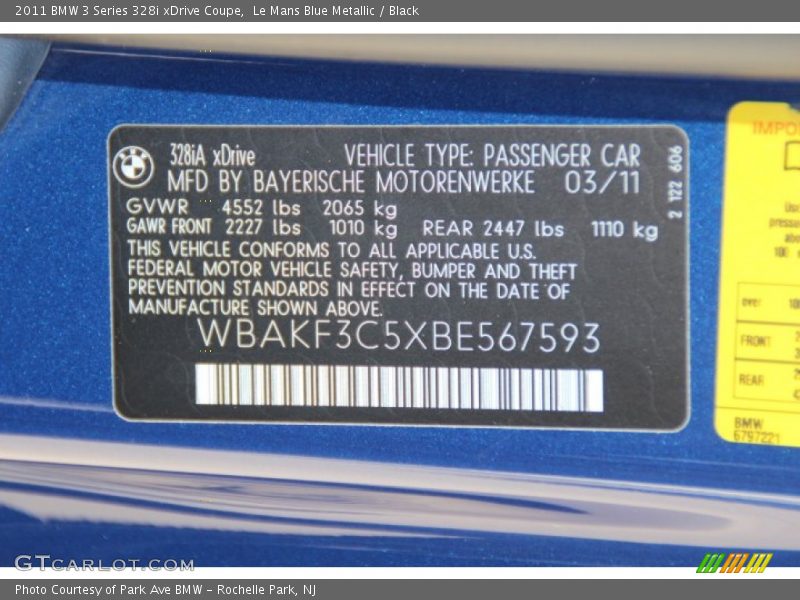 2011 BMW 3 Series 328i xDrive Coupe,  Le Mans Blue Metallic / Black
328iA xDrive VEHICLE TYPE: PASSENGER CAR
MFD BY BAYERISCHE MOTORENWERKE 03/11
GVWR 4552 lbs 2065 kg
GAWR FRONT 2227 lbs 1010 kg REAR 2447 lbs 1110 kg
THIS VEHICLE CONFORMS TO ALL APPLICABLE U.S.
FEDERAL MOTOR VEHICLE SAFETY, BUMPER AND THEFT
PREVENTION STANDARDS IN EFFECT ON THE DATE OF
MANUFACTURE SHOWN ABOVE.
WBAKF3C5XBE567593
2 122 606
BMW
FRONT
REAR
BMW
6797221
GTCARLOT.COM
Photo Courtesy of Park Ave BMW - Rochelle Park, NJ